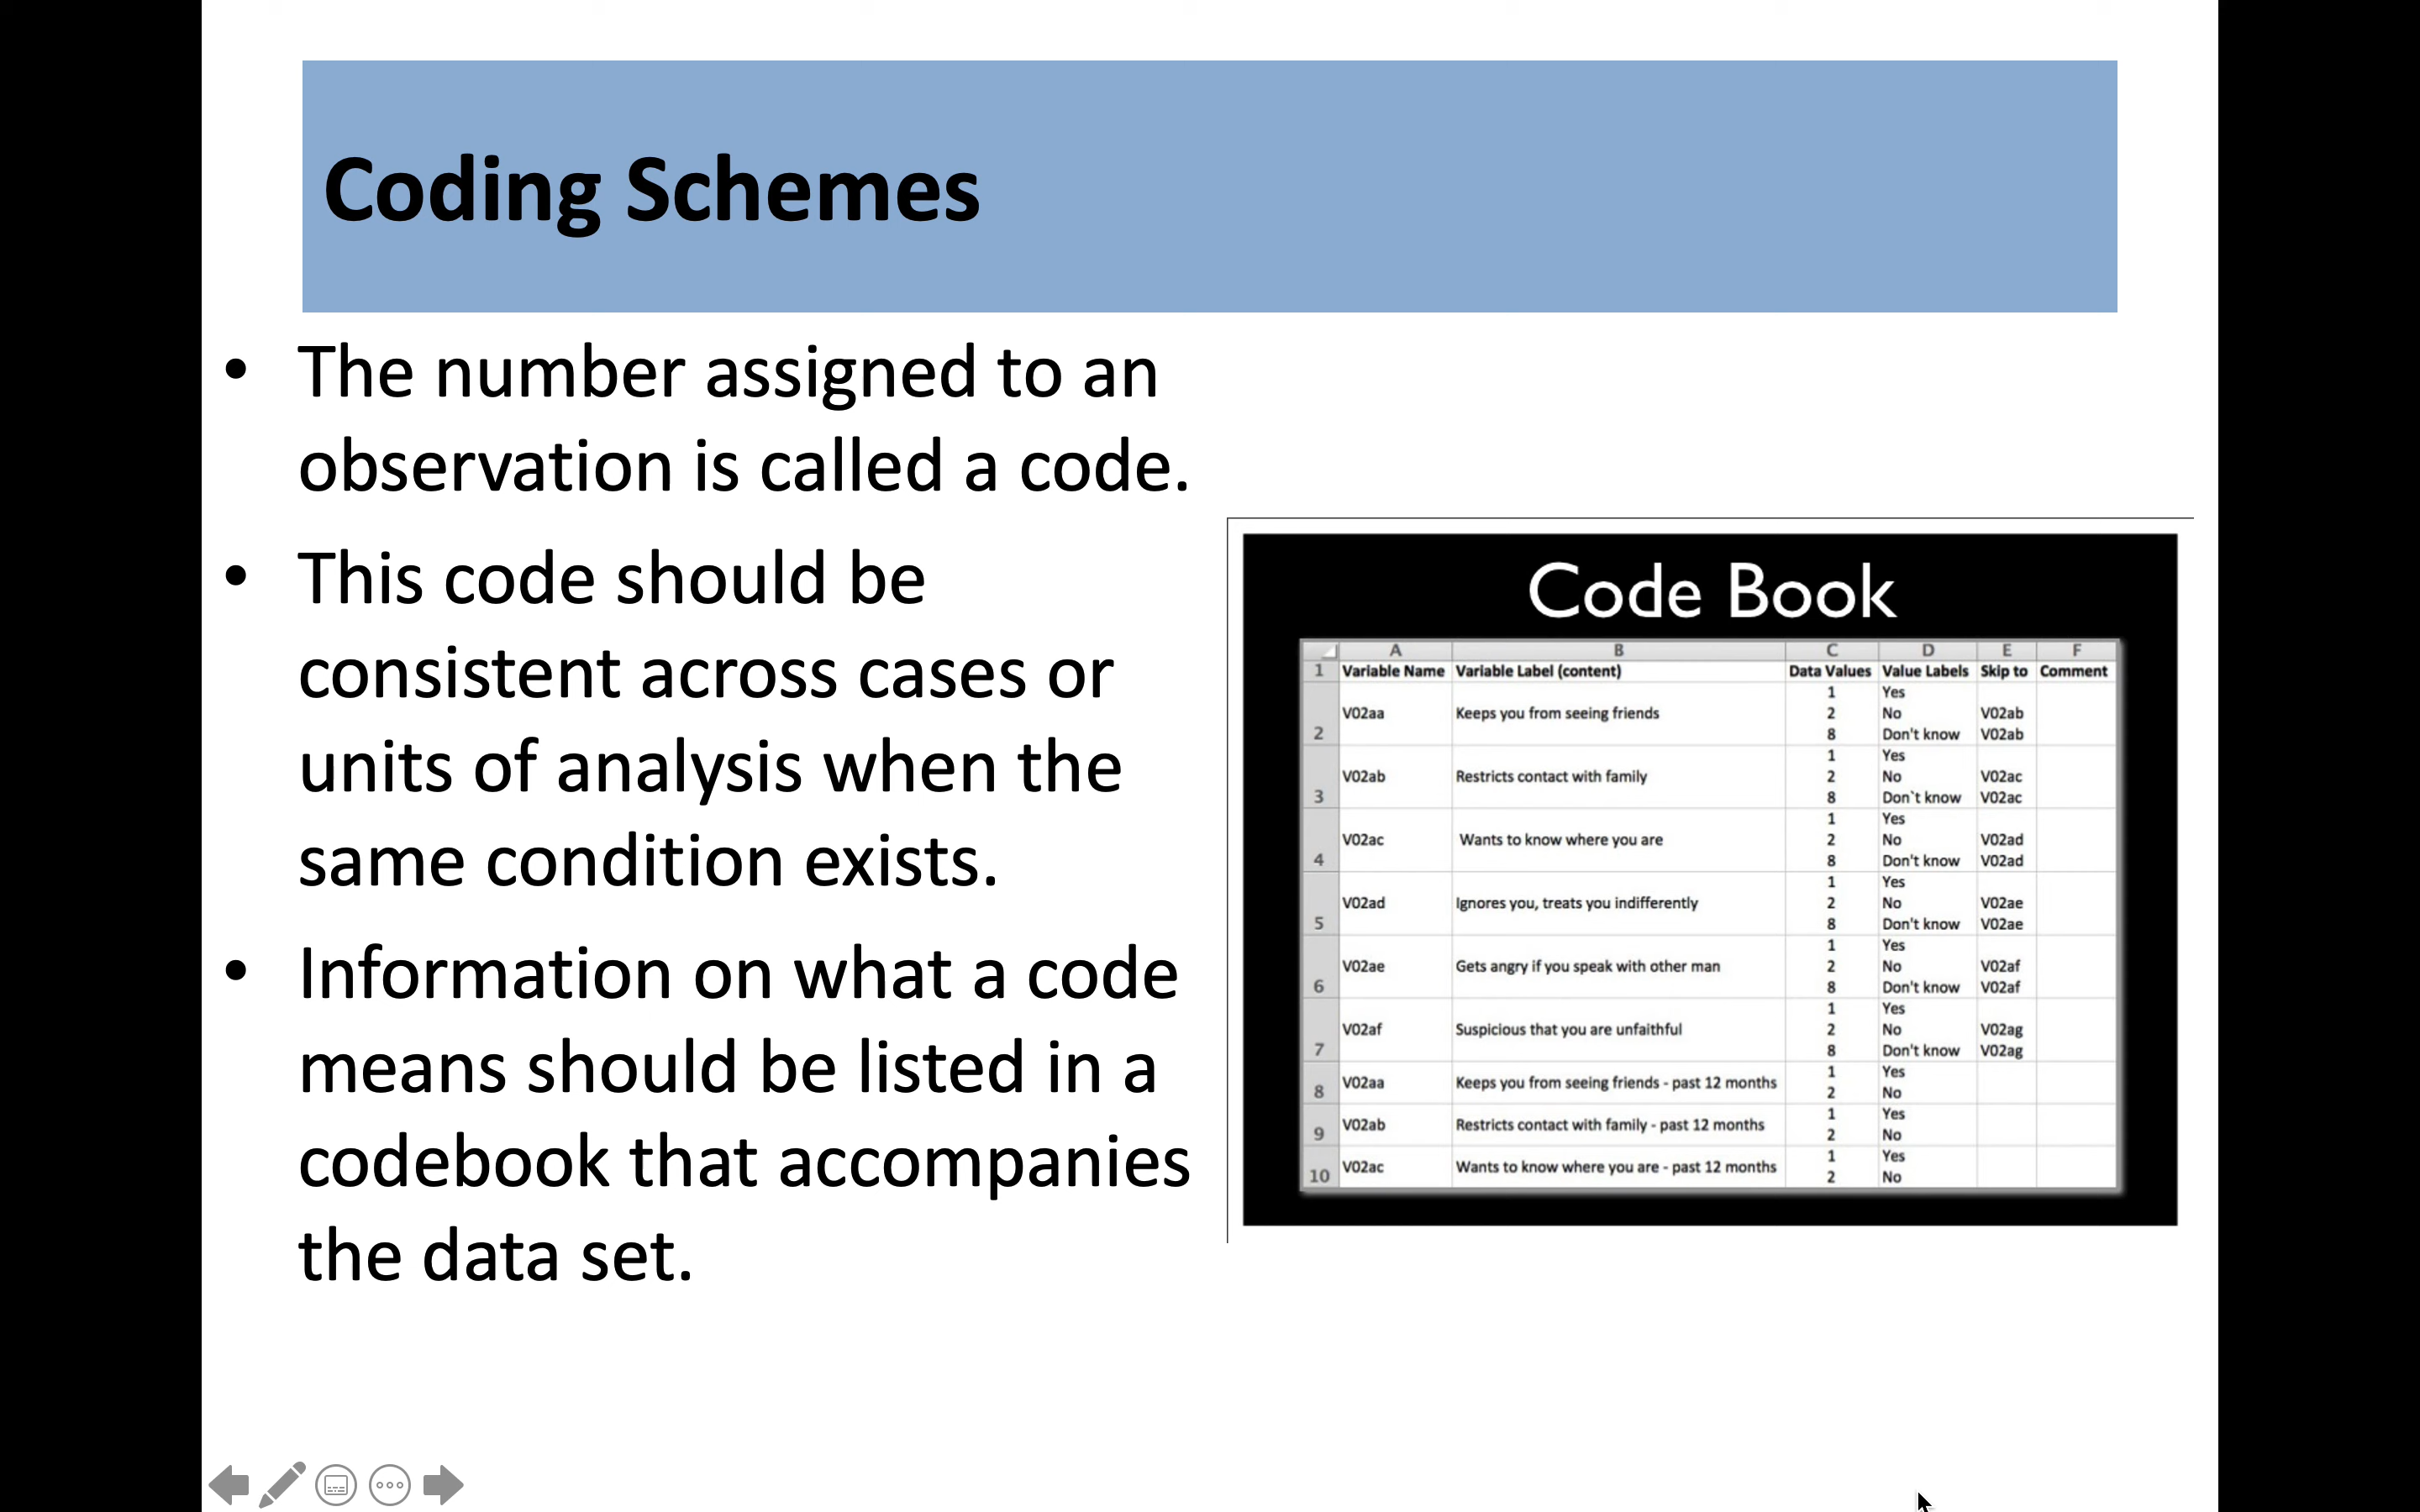 Coding Schemes
• The number assigned to an
observation is called a code.
• This code should be
consistent across cases or
units of analysis when the
same condition exists.
• Information on what a code
means should be listed in a
codebook that accompanies
the data set.
Code Book
A B C D E F
1 Variable Name Variable Label (content) Data Values Value Labels Skip to Comment
1 Yes
V02aa Keeps you from seeing friends 2 No V02ab
2 8 Don't know V02ab
1 Yes
V02ab Restricts contact with family 2 No V02ac
3 8 Don`t know V02ac
1 Yes
V02ac Wants to know where you are 2 No V02ad
4 8 Don't know V02ad
1 Yes
V02ad Ignores you, treats you indifferently 2 No V02ae
5 8 Don't know V02ae
1 Yes
V02ae Gets angry if you speak with other man 2 No V02af
6 8 Don't know V02af
1 Yes
V02af Suspicious that you are unfaithful 2 No V02ag
7 8 Don't know V02ag
1 Yes
8 V02aa Keeps you from seeing friends - past 12 months
2 No
1 Yes
9 V02ab Restricts contact with family - past 12 months
2 No
1 Yes
10 V02ac Wants to know where you are - past 12 months
2 No